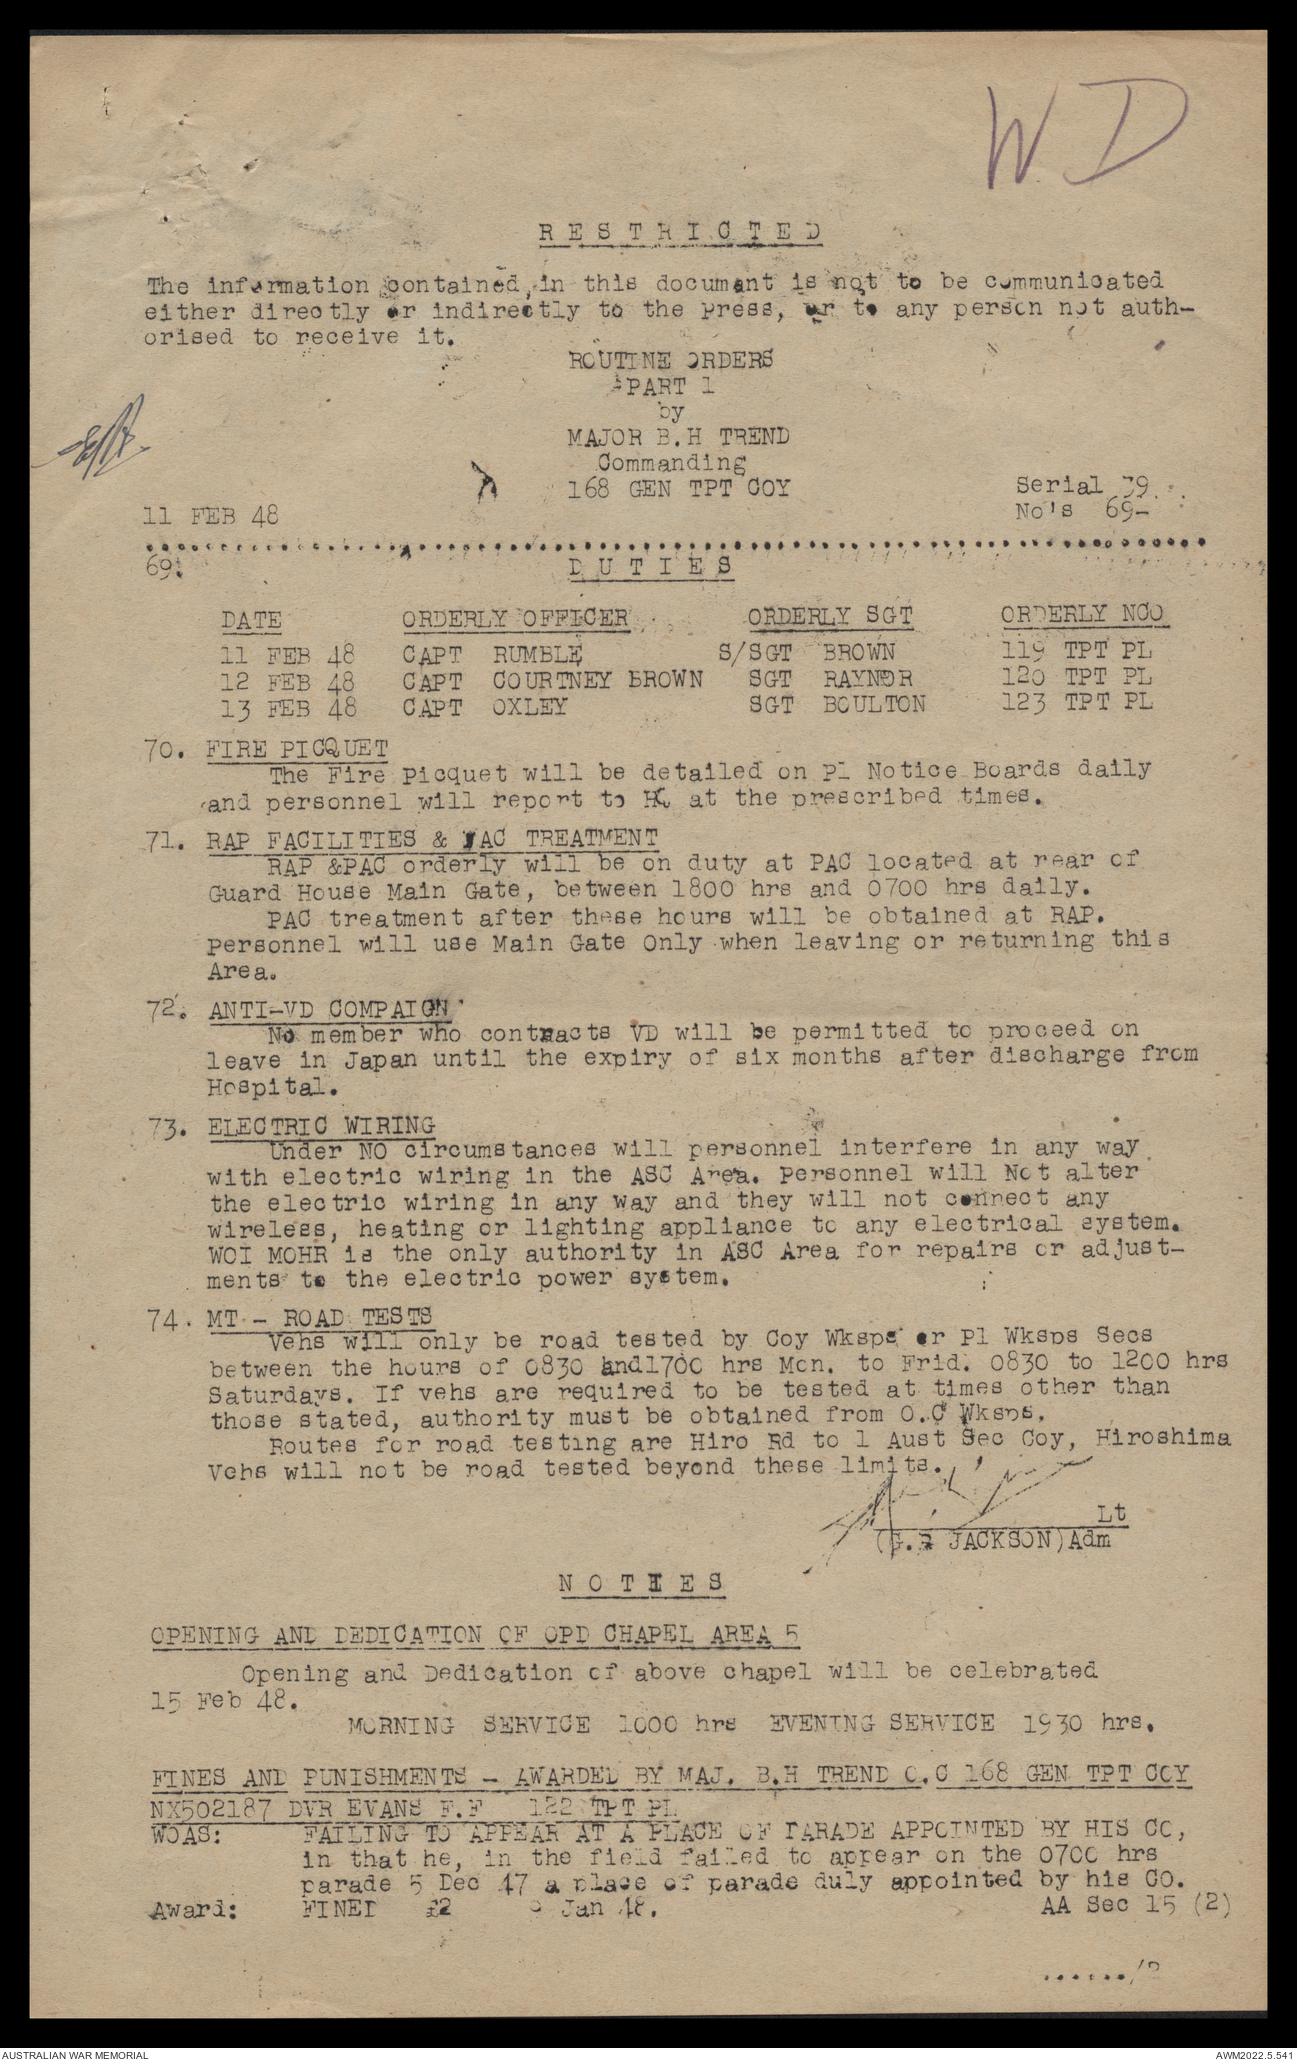 W D
RESTRICTED
The information contained, in this document is not to be communicated
either directly or indirectly to the Press, or to any person not auth-
orised to receive it.
ROUTINE ORDERS
PART 1
by
MAJOR B.H TREND
Commanding
168 GEN TPT COY
Serial 39
11 FEB 48
No's 69-
69.
DUTIES
DATE ORDERLY OFFICER ORDERLY SGT ORDERLY NCO
11 FEB 48 CAPT RUMBLE S/SGT BROWN 119 TPT PL
12 FEB 48 CAPT COURTNEY BROWN SGT RAYNOR 120 TPT PL
13 FEB 48 CAPT OXLEY SGT BOULTON 123 TPT PL
70. FIRE PICQUET
The Fire Picquet will be detailed on Pl Notice Boards daily
and personnel will report to HQ at the prescribed times.
71. RAP FACILITIES & PAC TREATMENT
RAP &PAC orderly will be on duty at PAC located at rear of
Guard House Main Gate, between 1800 hrs and 0700 hrs daily.
PAC treatment after these hours will be obtained at RAP.
Personnel will use Main Gate Only when leaving or returning this
Area.
72. ANTI-VD COMPAIGN
No member who contracts VD will be permitted to proceed on
leave in Japan until the expiry of six months after discharge from
Hospital.
73. ELECTRIC WIRING
Under NO circumstances will personnel interfere in any way
with electric wiring in the ASC Area. Personnel will Not alter
the electric wiring in any way and they will not connect any
wireless, heating or lighting appliance to any electrical system.
WOI MOHR is the only authority in ASC Area for repairs or adjust-
ments to the electric power system.
74. MT - ROAD TESTS
Vehs will only be road tested by Coy Wksps or Pl Wksps Secs
between the hours of 0830 and1700 hrs Mon. to Frid. 0830 to 1200 hrs
Saturdays. If vehs are required to be tested at times other than
those stated, authority must be obtained from O.C Wksps.
Routes for road testing are Hiro Rd to 1 Aust Sec Coy, Hiroshima
Vehs will not be road tested beyond these limits.
Lt
JACKSON)Adm
NOTIES
OPENING AND DEDICATION OF OPD CHAPEL AREA 5
Opening and Dedication of above chapel will be celebrated
15 Feb 48.
MORNING SERVICE 1000 hrs EVENING SERVICE 1930 hrs.
FINES AND PUNISHMENTS - AWARDED BY MAJ. B.H TREND O.C 168 GEN TPT COY
NX502187 DVR EVANS F.F 122 TPT PL
WOAS: FAILING TO APPEAR AT A PLACE OF PARADE APPOINTED BY HIS CO,
in that he, in the field failed to appear on the 0700 hrs
parade 5 Dec 47 a place of parade duly appointed by his CO.
Award: FINED £2 Jan 48. AA Sec 15 (2)
....../2
AUSTRALIAN WAR MEMORIAL
AWM2022.5.541